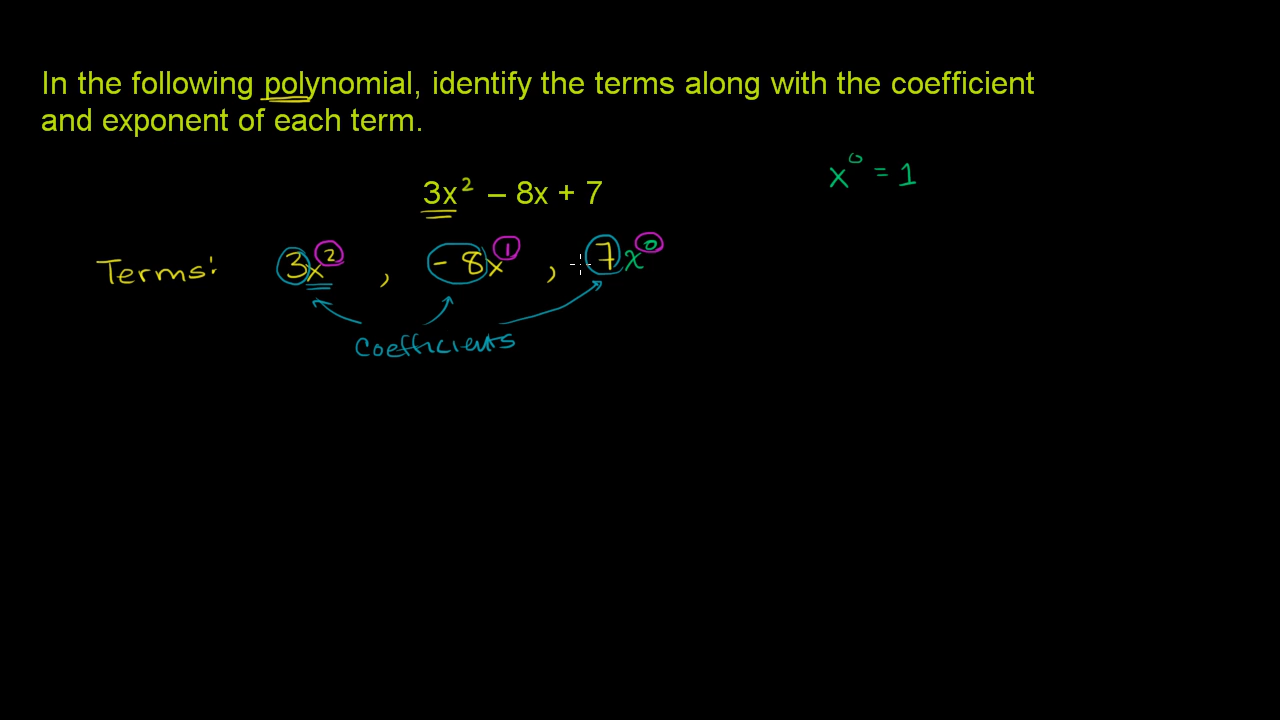 In the following polynomial, identify the terms along with the coefficient
and exponent of each term.
x⁰ = 1
3x² – 8x + 7
Terms: 3x² , -8x¹ , 7x⁰
Coefficients